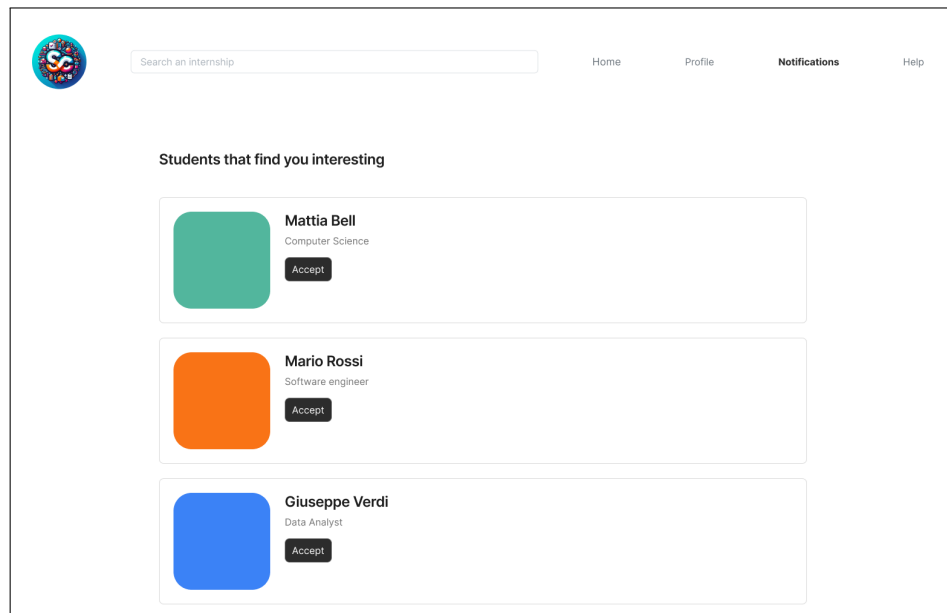 SC
Search an internship
Home Profile Notifications Help
Students that find you interesting
Mattia Bell
Computer Science
Accept
Mario Rossi
Software engineer
Accept
Giuseppe Verdi
Data Analyst
Accept